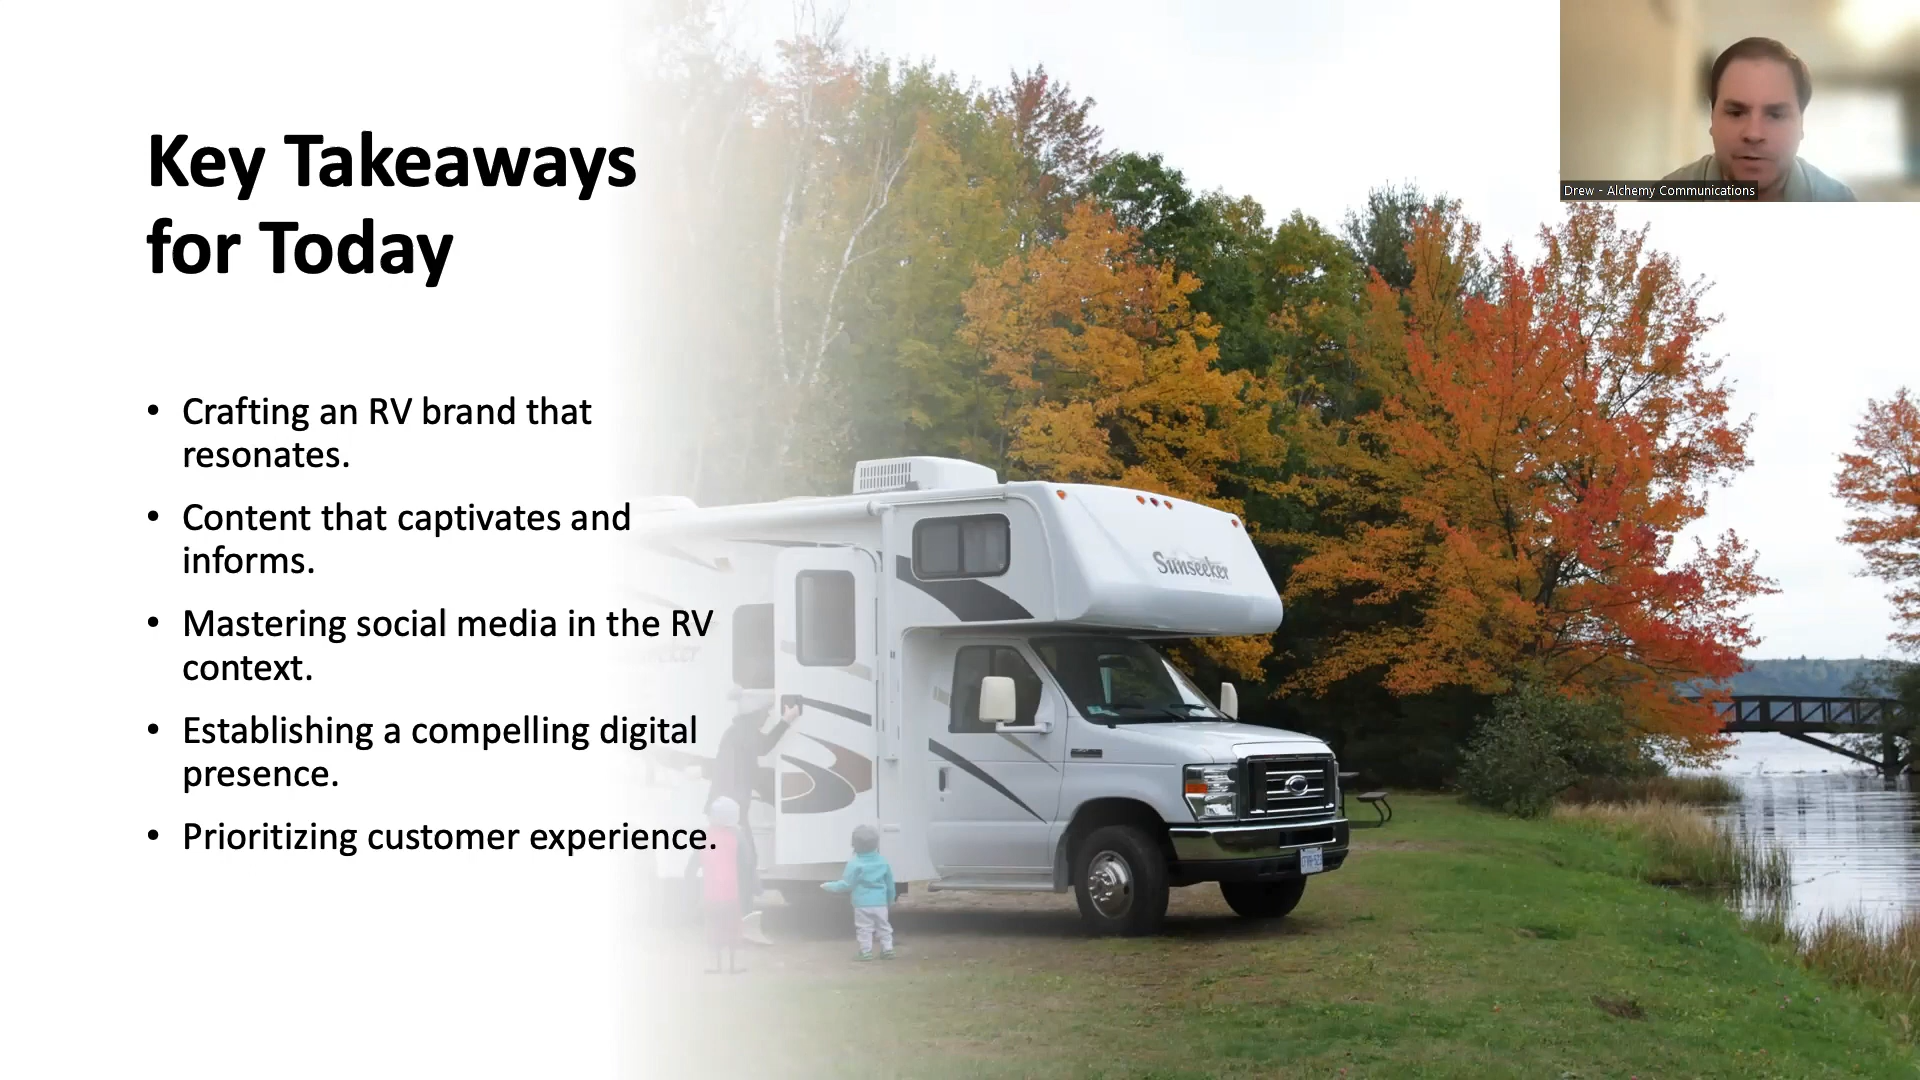 Key Takeaways
for Today
• Crafting an RV brand that
resonates.
• Content that captivates and
informs.
• Mastering social media in the RV
context.
• Establishing a compelling digital
presence.
• Prioritizing customer experience.
Sunseeker
Drew - Alchemy Communications